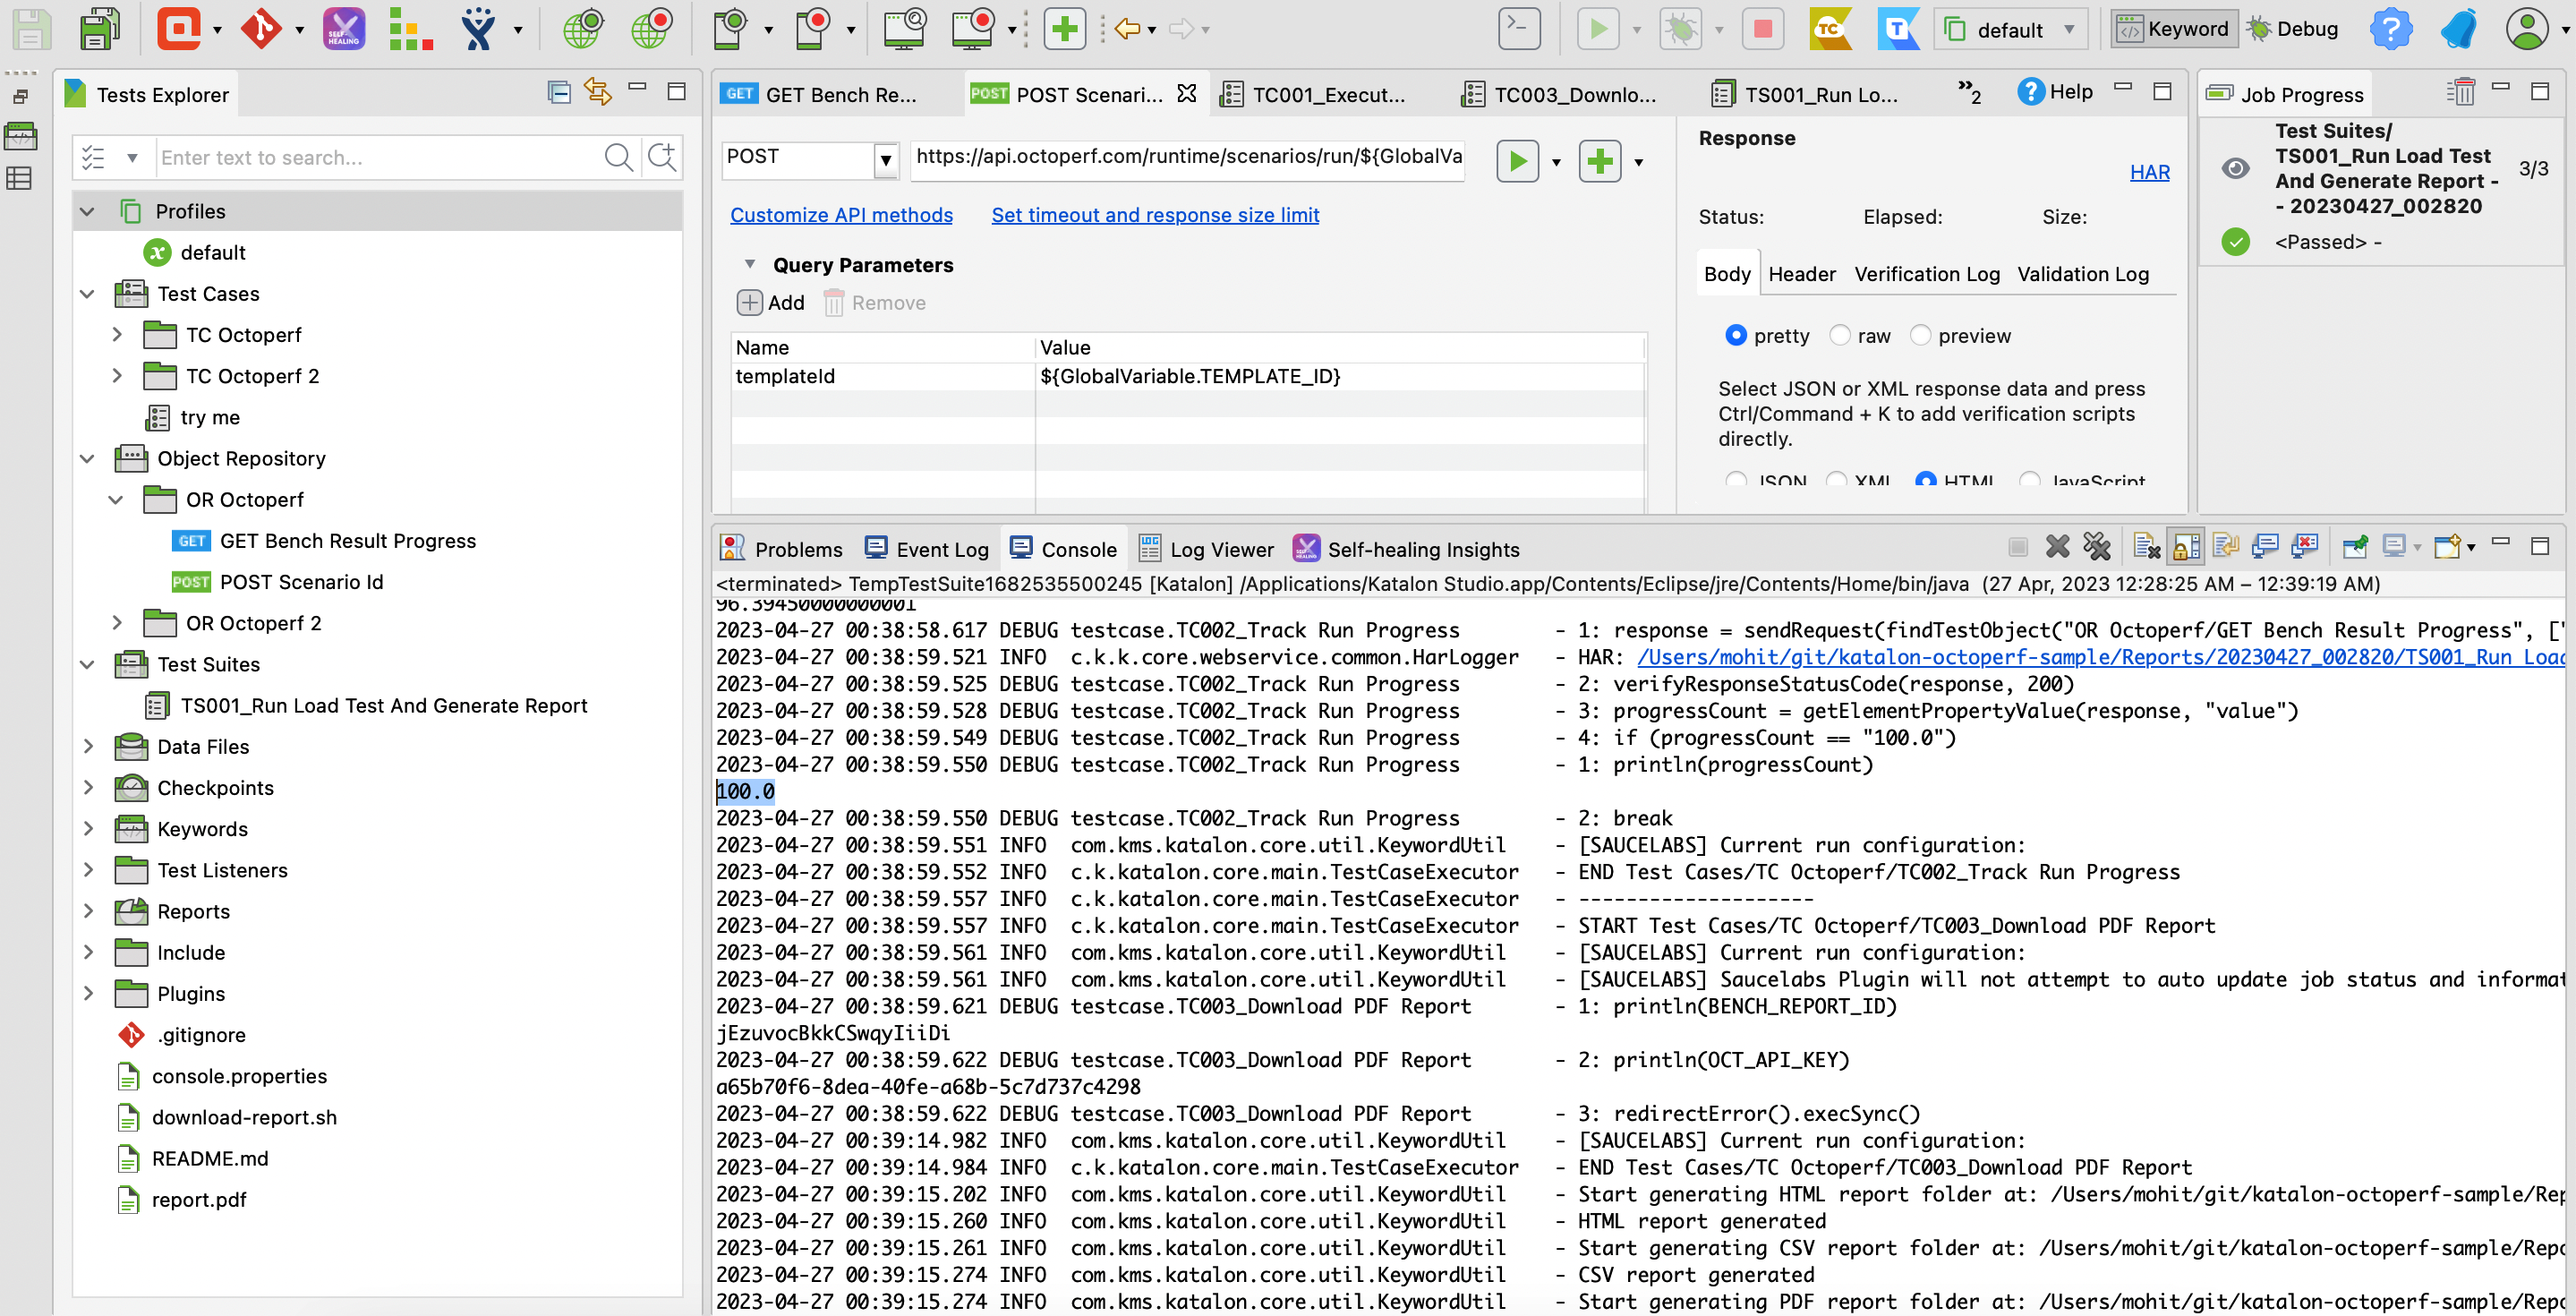 SELF-HEALING
TC
T
default
Keyword
Debug
?
Tests Explorer
Enter text to search...
Profiles
default
Test Cases
TC Octoperf
TC Octoperf 2
try me
Object Repository
OR Octoperf
GET GET Bench Result Progress
POST POST Scenario Id
OR Octoperf 2
Test Suites
TS001_Run Load Test And Generate Report
Data Files
Checkpoints
Keywords
Test Listeners
Reports
Include
Plugins
.gitignore
console.properties
download-report.sh
README.md
report.pdf
GET GET Bench Re...
POST POST Scenari...
TC001_Execut...
TC003_Downlo...
TS001_Run Lo...
»2
Help
POST
https://api.octoperf.com/runtime/scenarios/run/${GlobalVa
Customize API methods
Set timeout and response size limit
Query Parameters
Add
Remove
Name
Value
templateId
${GlobalVariable.TEMPLATE_ID}
Response
HAR
Status:
Elapsed:
Size:
Body
Header
Verification Log
Validation Log
pretty
raw
preview
Select JSON or XML response data and press
Ctrl/Command + K to add verification scripts
directly.
JSON
XML
HTML
JavaScript
Job Progress
Test Suites/
TS001_Run Load Test
And Generate Report -
- 20230427_002820
3/3
<Passed> -
Problems
Event Log
Console
Log Viewer
Self-healing Insights
<terminated> TempTestSuite1682535500245 [Katalon] /Applications/Katalon Studio.app/Contents/Eclipse/jre/Contents/Home/bin/java (27 Apr, 2023 12:28:25 AM – 12:39:19 AM)
96.39450000000001
2023-04-27 00:38:58.617 DEBUG testcase.TC002_Track Run Progress - 1: response = sendRequest(findTestObject("OR Octoperf/GET Bench Result Progress", ["
2023-04-27 00:38:59.521 INFO c.k.k.core.webservice.common.HarLogger - HAR: /Users/mohit/git/katalon-octoperf-sample/Reports/20230427_002820/TS001_Run Load
2023-04-27 00:38:59.525 DEBUG testcase.TC002_Track Run Progress - 2: verifyResponseStatusCode(response, 200)
2023-04-27 00:38:59.528 DEBUG testcase.TC002_Track Run Progress - 3: progressCount = getElementPropertyValue(response, "value")
2023-04-27 00:38:59.549 DEBUG testcase.TC002_Track Run Progress - 4: if (progressCount == "100.0")
2023-04-27 00:38:59.550 DEBUG testcase.TC002_Track Run Progress - 1: println(progressCount)
100.0
2023-04-27 00:38:59.550 DEBUG testcase.TC002_Track Run Progress - 2: break
2023-04-27 00:38:59.551 INFO com.kms.katalon.core.util.KeywordUtil - [SAUCELABS] Current run configuration:
2023-04-27 00:38:59.552 INFO c.k.katalon.core.main.TestCaseExecutor - END Test Cases/TC Octoperf/TC002_Track Run Progress
2023-04-27 00:38:59.557 INFO c.k.katalon.core.main.TestCaseExecutor - --------------------
2023-04-27 00:38:59.557 INFO c.k.katalon.core.main.TestCaseExecutor - START Test Cases/TC Octoperf/TC003_Download PDF Report
2023-04-27 00:38:59.561 INFO com.kms.katalon.core.util.KeywordUtil - [SAUCELABS] Current run configuration:
2023-04-27 00:38:59.561 INFO com.kms.katalon.core.util.KeywordUtil - [SAUCELABS] Saucelabs Plugin will not attempt to auto update job status and informat
2023-04-27 00:38:59.621 DEBUG testcase.TC003_Download PDF Report - 1: println(BENCH_REPORT_ID)
jEzuvocBkkCSwqyIiiDi
2023-04-27 00:38:59.622 DEBUG testcase.TC003_Download PDF Report - 2: println(OCT_API_KEY)
a65b70f6-8dea-40fe-a68b-5c7d737c4298
2023-04-27 00:38:59.622 DEBUG testcase.TC003_Download PDF Report - 3: redirectError().execSync()
2023-04-27 00:39:14.982 INFO com.kms.katalon.core.util.KeywordUtil - [SAUCELABS] Current run configuration:
2023-04-27 00:39:14.984 INFO c.k.katalon.core.main.TestCaseExecutor - END Test Cases/TC Octoperf/TC003_Download PDF Report
2023-04-27 00:39:15.202 INFO com.kms.katalon.core.util.KeywordUtil - Start generating HTML report folder at: /Users/mohit/git/katalon-octoperf-sample/Rep
2023-04-27 00:39:15.260 INFO com.kms.katalon.core.util.KeywordUtil - HTML report generated
2023-04-27 00:39:15.261 INFO com.kms.katalon.core.util.KeywordUtil - Start generating CSV report folder at: /Users/mohit/git/katalon-octoperf-sample/Repo
2023-04-27 00:39:15.274 INFO com.kms.katalon.core.util.KeywordUtil - CSV report generated
2023-04-27 00:39:15.274 INFO com.kms.katalon.core.util.KeywordUtil - Start generating PDF report folder at: /Users/mohit/git/katalon-octoperf-sample/Repo